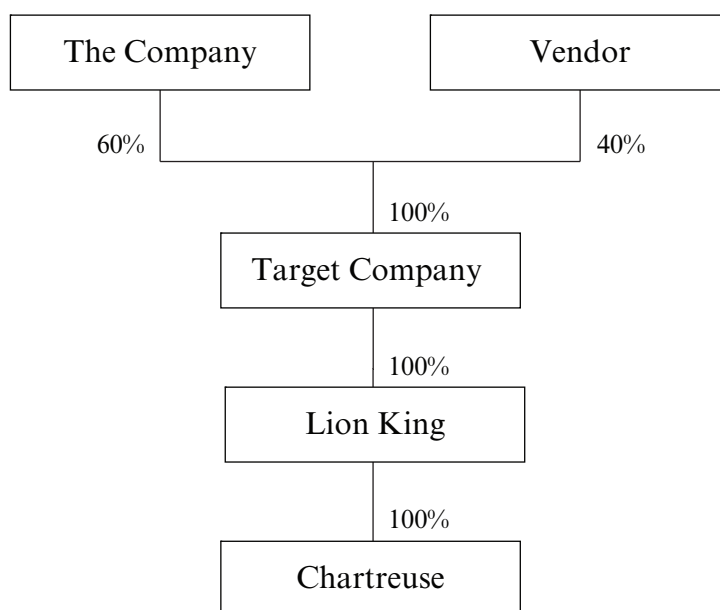 The Company
Vendor
60%
40%
100%
Target Company
100%
Lion King
100%
Chartreuse